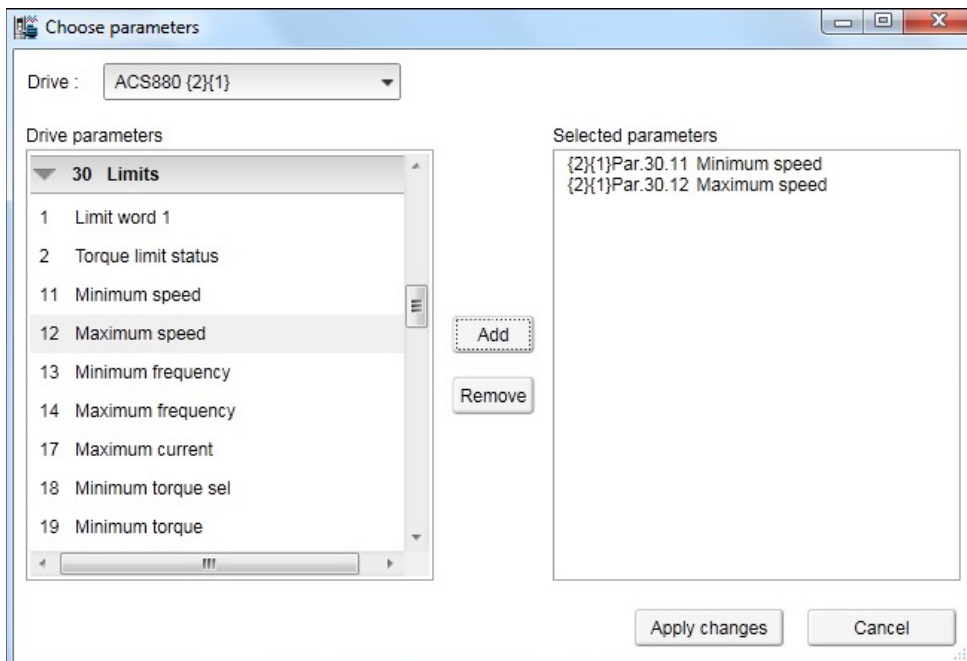 Choose parameters
Drive :
ACS880 {2}{1}
Drive parameters
30 Limits
1 Limit word 1
2 Torque limit status
11 Minimum speed
12 Maximum speed
13 Minimum frequency
14 Maximum frequency
17 Maximum current
18 Minimum torque sel
19 Minimum torque
Add
Remove
Selected parameters
{2}{1}Par.30.11 Minimum speed
{2}{1}Par.30.12 Maximum speed
Apply changes
Cancel